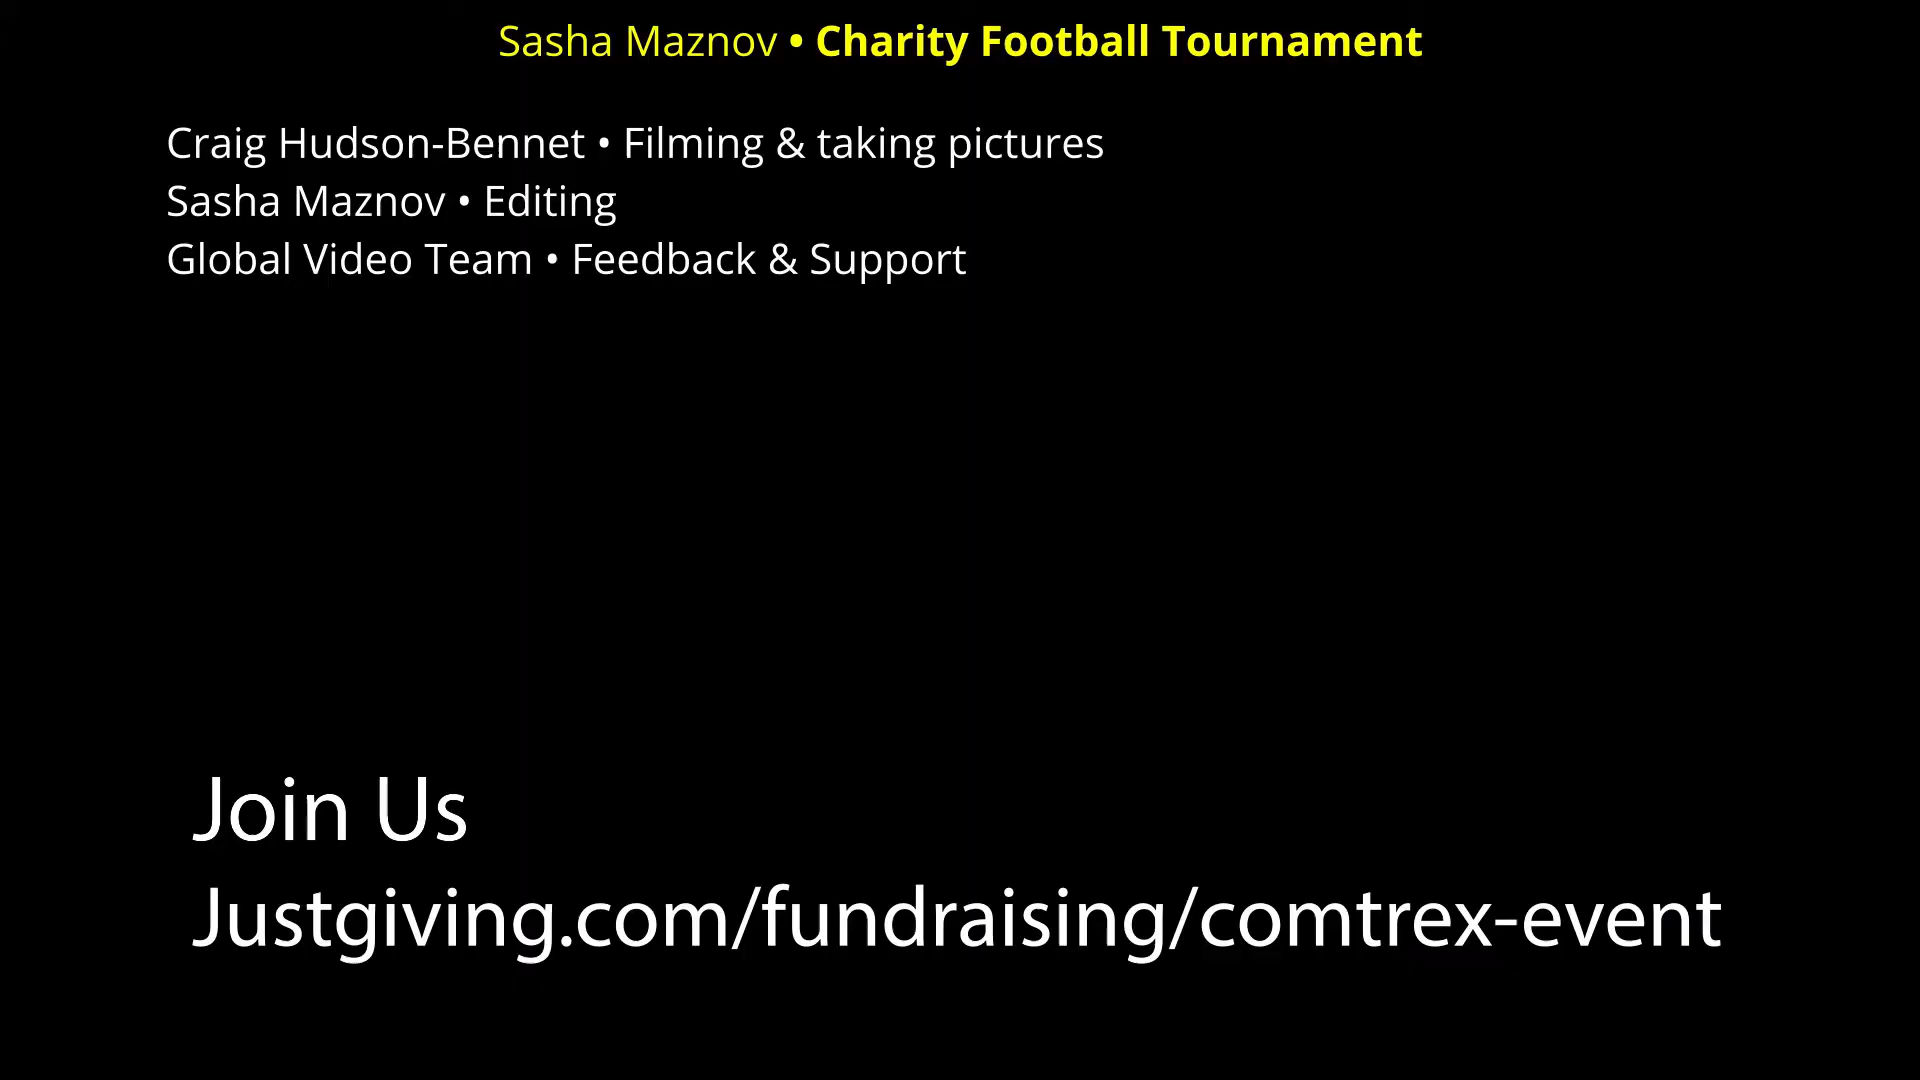 Sasha Maznov • Charity Football Tournament
Craig Hudson-Bennet • Filming & taking pictures
Sasha Maznov • Editing
Global Video Team • Feedback & Support
Join Us
Justgiving.com/fundraising/comtrex-event